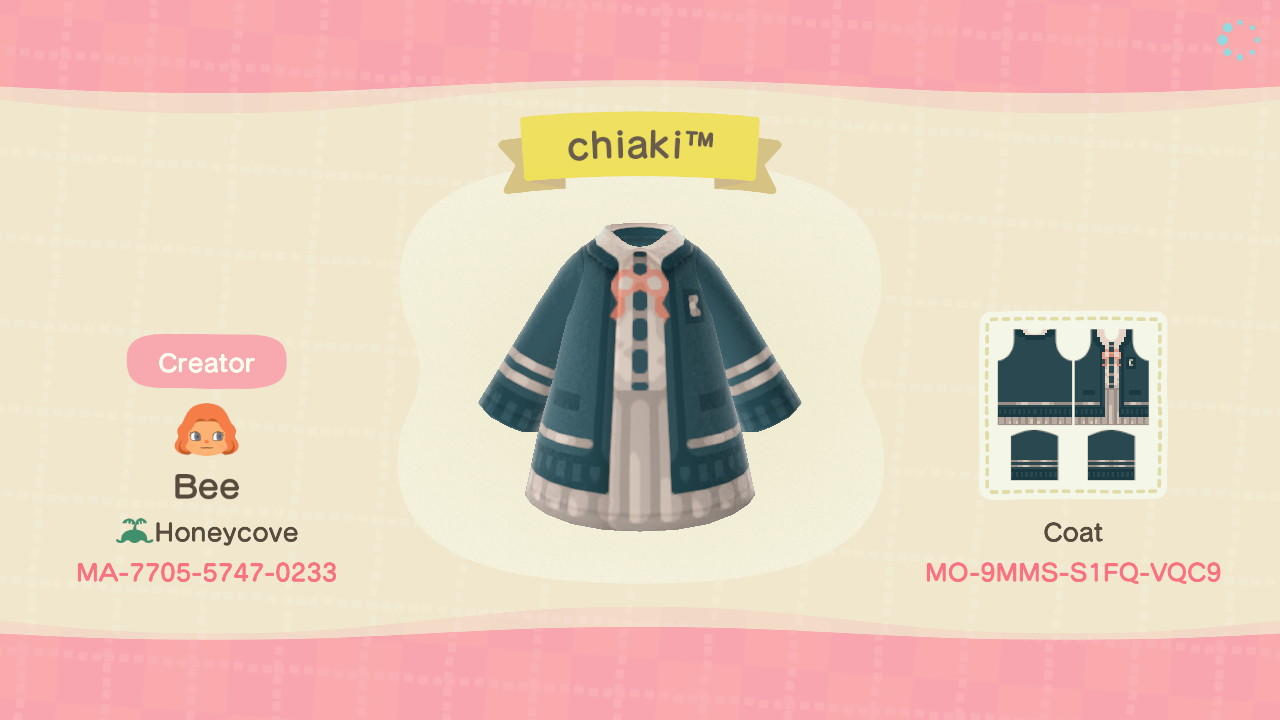 chiaki™
Creator
Bee
Honeycove
MA-7705-5747-0233
Coat
MO-9MMS-S1FQ-VQC9